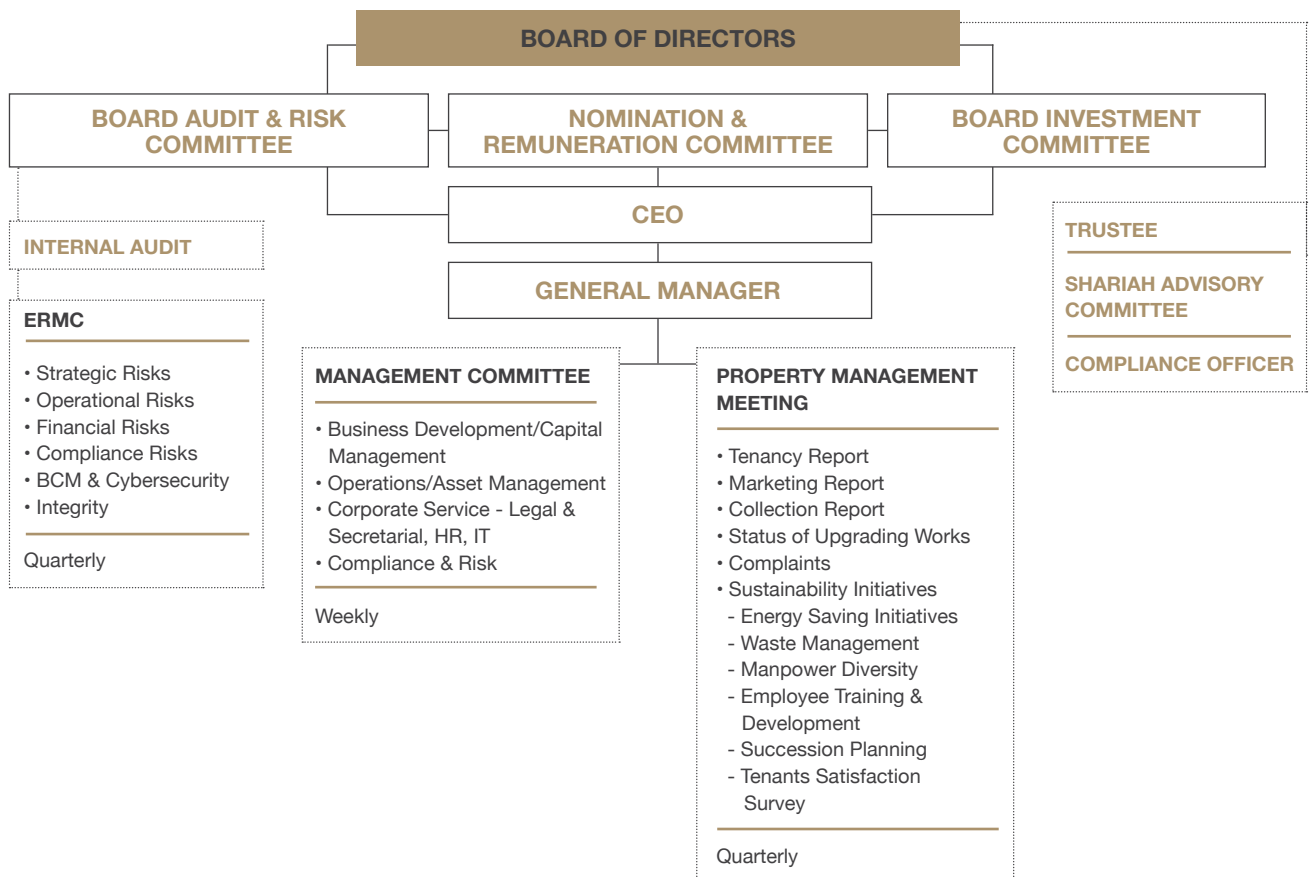 BOARD OF DIRECTORS
BOARD AUDIT & RISK
COMMITTEE
NOMINATION &
REMUNERATION COMMITTEE
BOARD INVESTMENT
COMMITTEE
CEO
GENERAL MANAGER
INTERNAL AUDIT
ERMC
• Strategic Risks
• Operational Risks
• Financial Risks
• Compliance Risks
• BCM & Cybersecurity
• Integrity
Quarterly
MANAGEMENT COMMITTEE
• Business Development/Capital
Management
• Operations/Asset Management
• Corporate Service - Legal &
Secretarial, HR, IT
• Compliance & Risk
Weekly
PROPERTY MANAGEMENT
MEETING
• Tenancy Report
• Marketing Report
• Collection Report
• Status of Upgrading Works
• Complaints
• Sustainability Initiatives
- Energy Saving Initiatives
- Waste Management
- Manpower Diversity
- Employee Training &
Development
- Succession Planning
- Tenants Satisfaction
Survey
Quarterly
TRUSTEE
SHARIAH ADVISORY
COMMITTEE
COMPLIANCE OFFICER